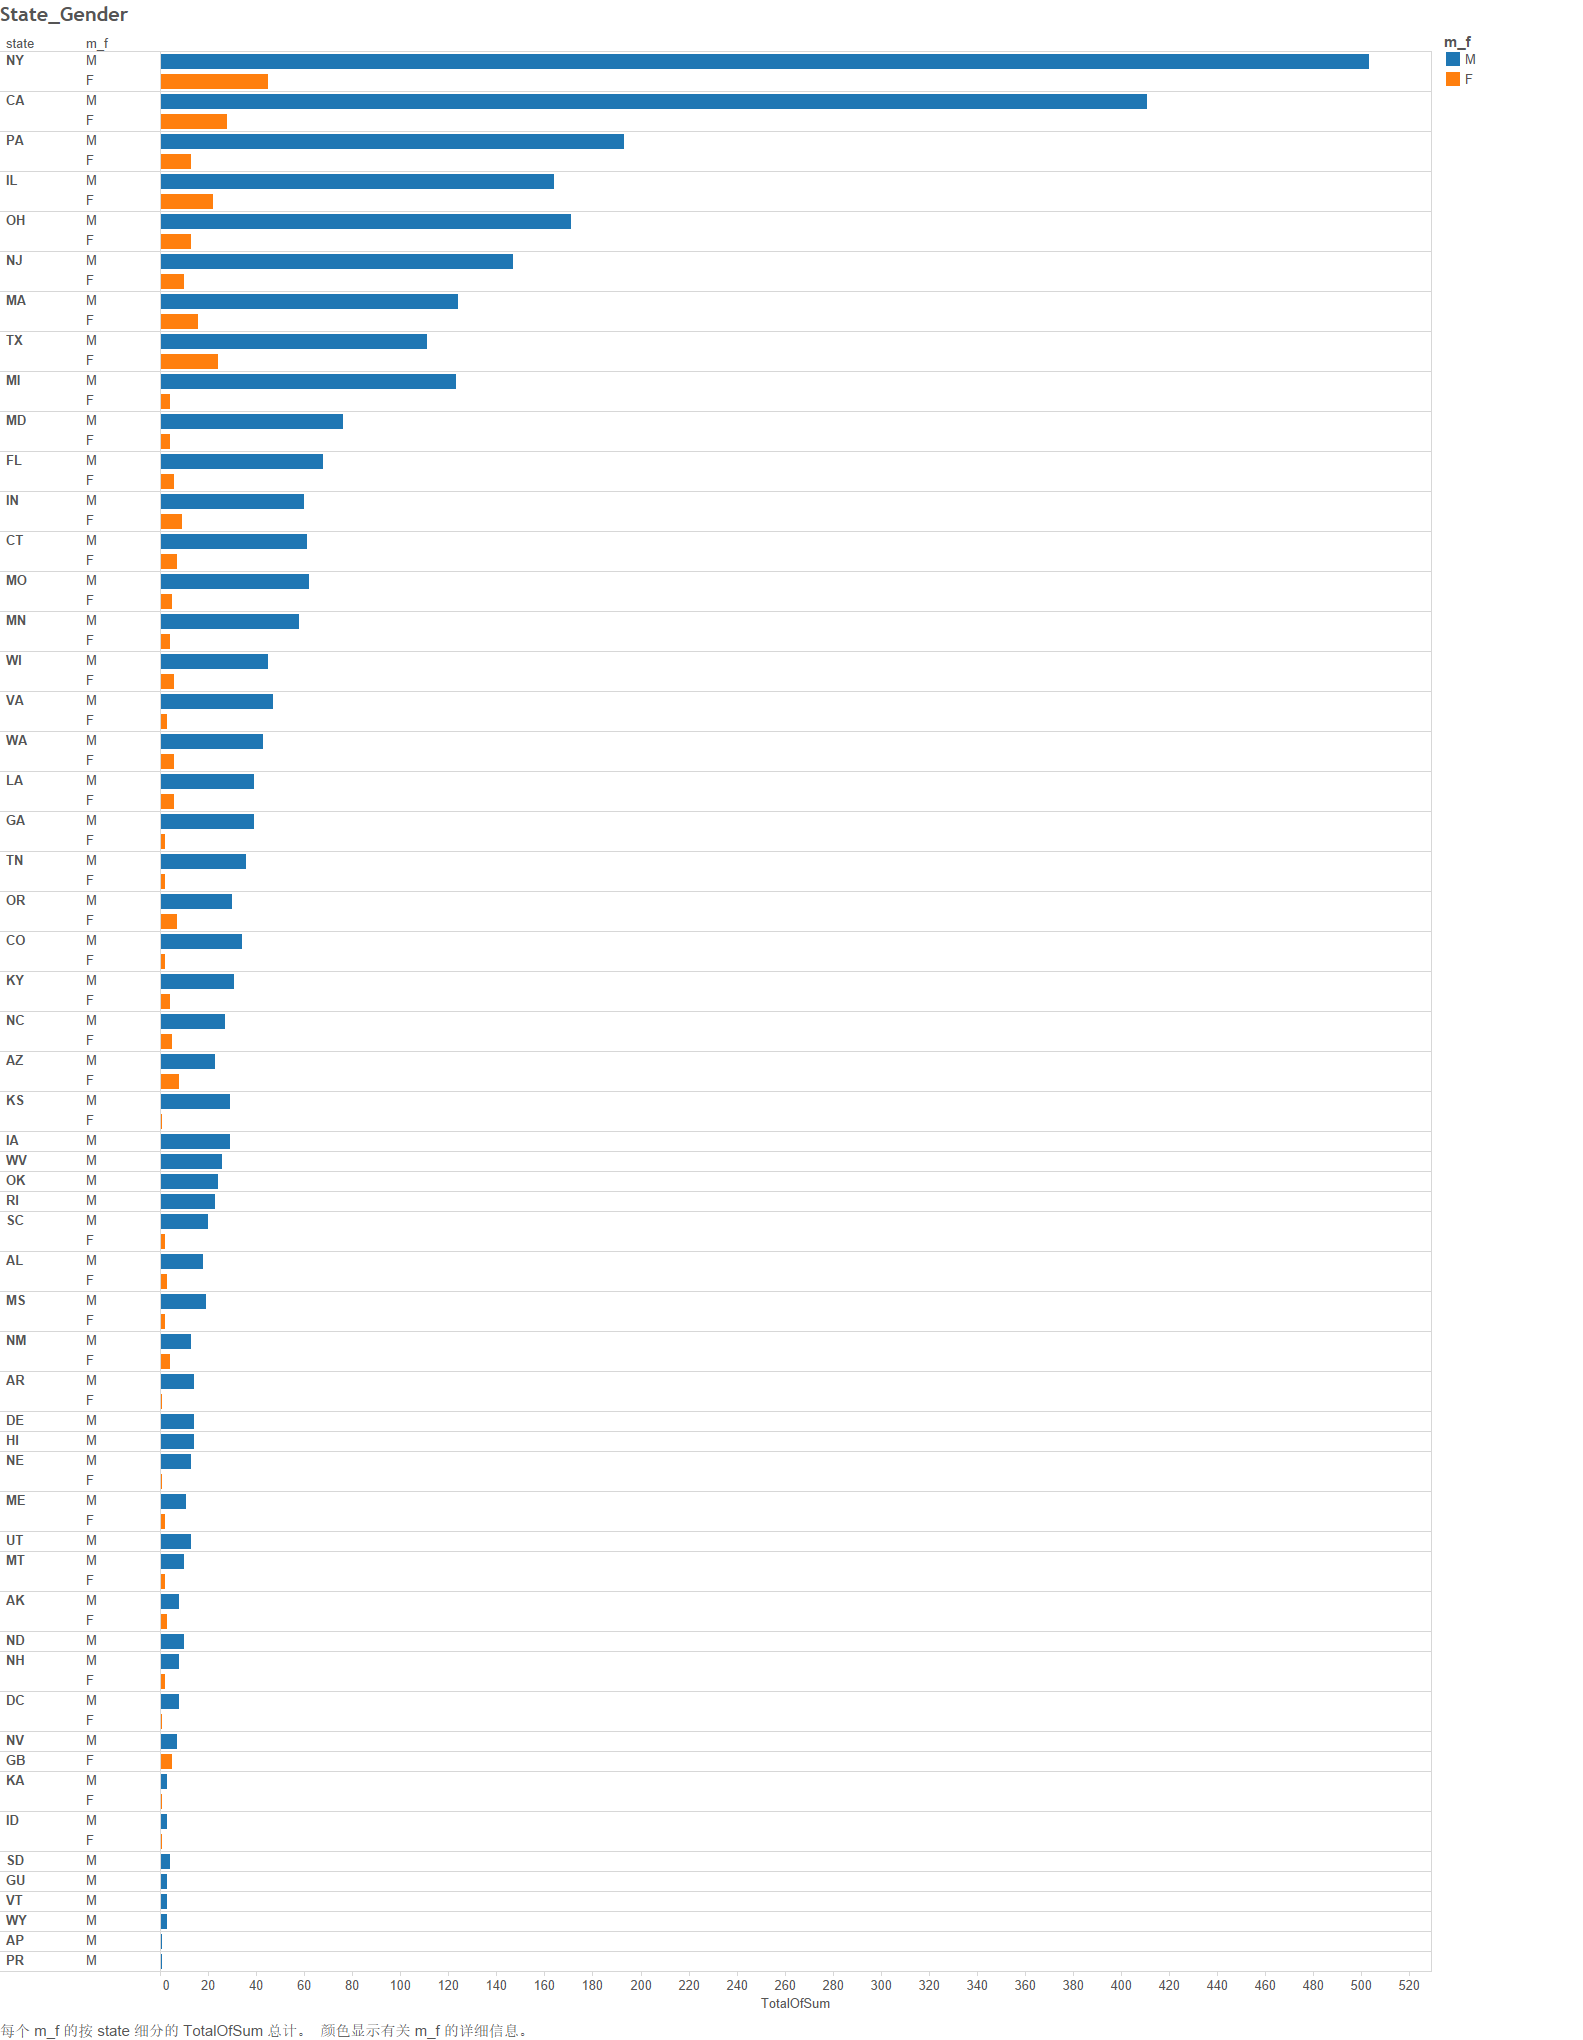 State_Gender
state m_f
m_f
NY M
M
F
F
CA M
F
PA M
F
IL M
F
OH M
F
NJ M
F
MA M
F
TX M
F
MI M
F
MD M
F
FL M
F
IN M
F
CT M
F
MO M
F
MN M
F
WI M
F
VA M
F
WA M
F
LA M
F
GA M
F
TN M
F
OR M
F
CO M
F
KY M
F
NC M
F
AZ M
F
KS M
F
IA M
WV M
OK M
RI M
SC M
F
AL M
F
MS M
F
NM M
F
AR M
F
DE M
HI M
NE M
F
ME M
F
UT M
MT M
F
AK M
F
ND M
NH M
F
DC M
F
NV M
GB F
KA M
F
ID M
F
SD M
GU M
VT M
WY M
AP M
PR M
0 20 40 60 80 100 120 140 160 180 200 220 240 260 280 300 320 340 360 380 400 420 440 460 480 500 520
TotalOfSum
每个 m_f 的按 state 细分的 TotalOfSum 总计。 颜色显示有关 m_f 的详细信息。